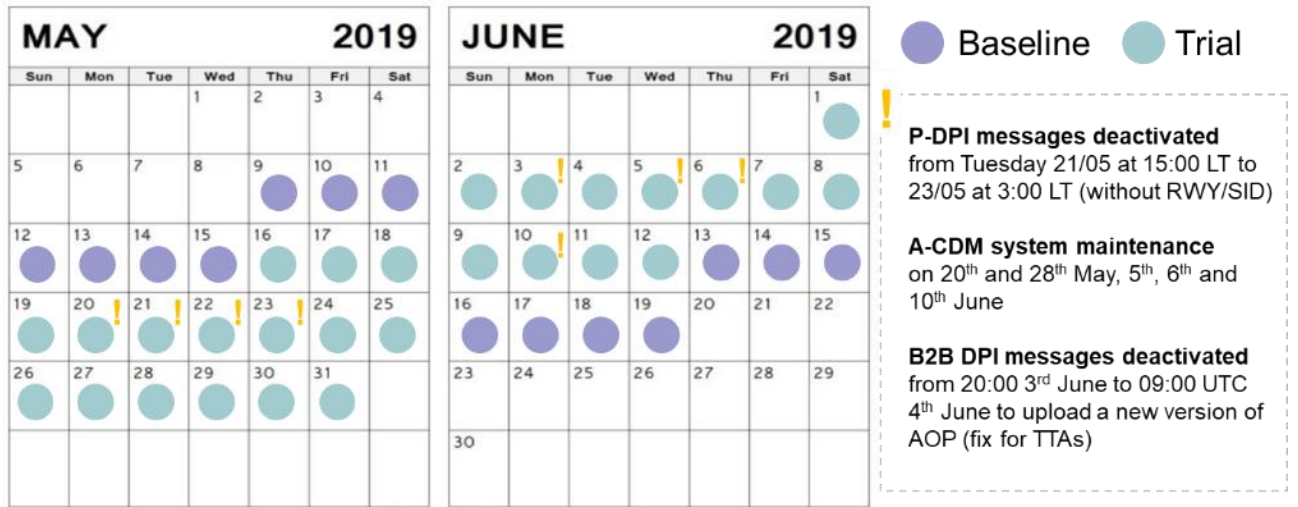 MAY 2019
Sun Mon Tue Wed Thu Fri Sat
1 2 3 4
5 6 7 8 9 10 11
12 13 14 15 16 17 18
19 20 ! 21 ! 22 ! 23 ! 24 25
26 27 28 29 30 31
JUNE 2019
Sun Mon Tue Wed Thu Fri Sat
1
2 3 ! 4 5 ! 6 ! 7 8
9 10 ! 11 12 13 14 15
16 17 18 19 20 21 22
23 24 25 26 27 28 29
30
Baseline Trial
!
P-DPI messages deactivated
from Tuesday 21/05 at 15:00 LT to
23/05 at 3:00 LT (without RWY/SID)
A-CDM system maintenance
on 20th and 28th May, 5th, 6th and
10th June
B2B DPI messages deactivated
from 20:00 3rd June to 09:00 UTC
4th June to upload a new version of
AOP (fix for TTAs)